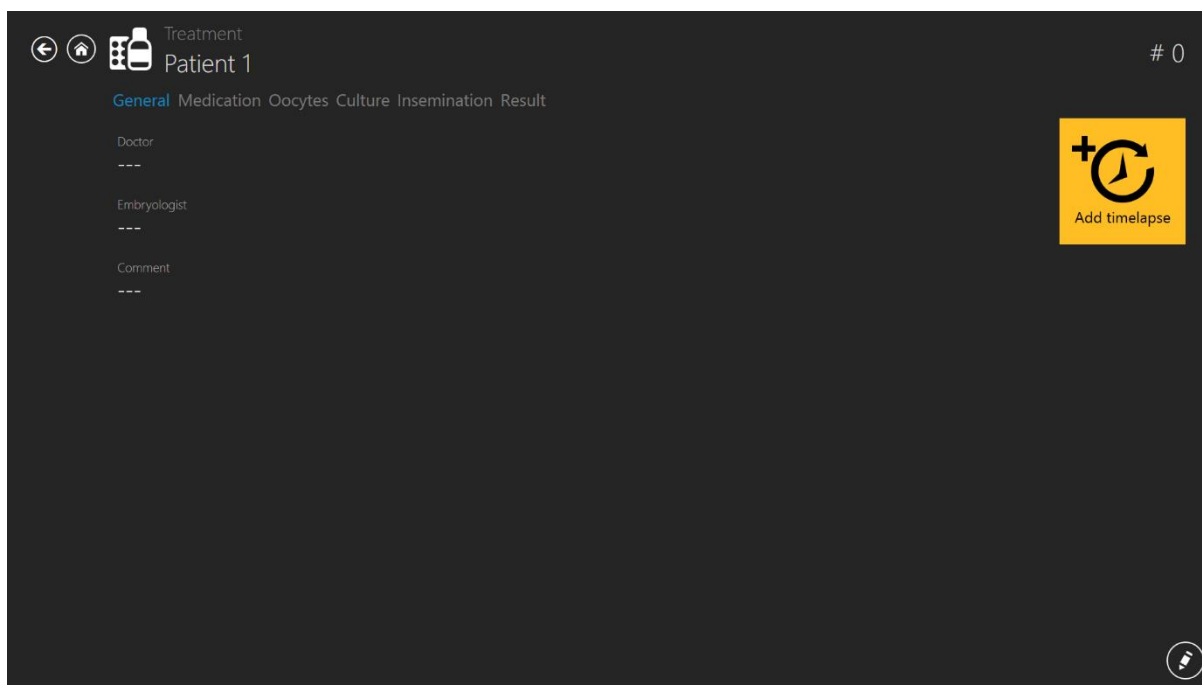 Treatment
Patient 1
# 0
General Medication Oocytes Culture Insemination Result
Doctor
---
Embryologist
---
Comment
---
Add timelapse